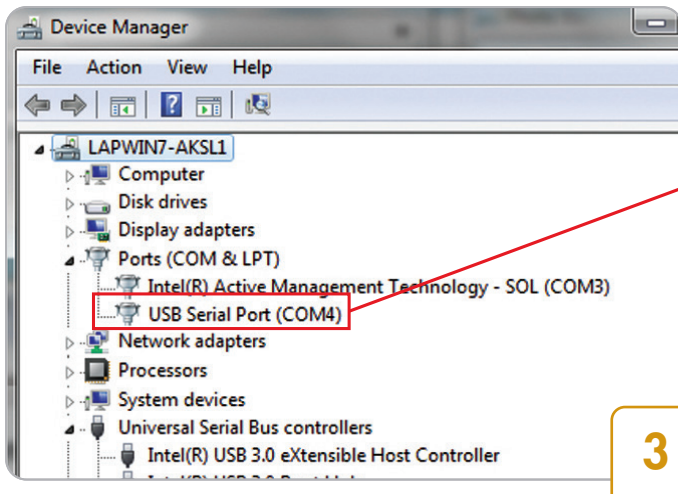 Device Manager
File Action View Help
LAPWIN7-AKSL1
Computer
Disk drives
Display adapters
Ports (COM & LPT)
Intel(R) Active Management Technology - SOL (COM3)
USB Serial Port (COM4)
Network adapters
Processors
System devices
Universal Serial Bus controllers
Intel(R) USB 3.0 eXtensible Host Controller
3